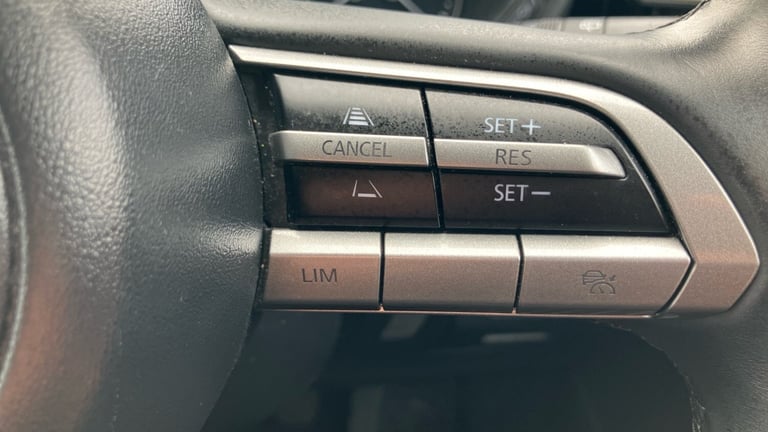 SET+
CANCEL
RES
SET-
LIM